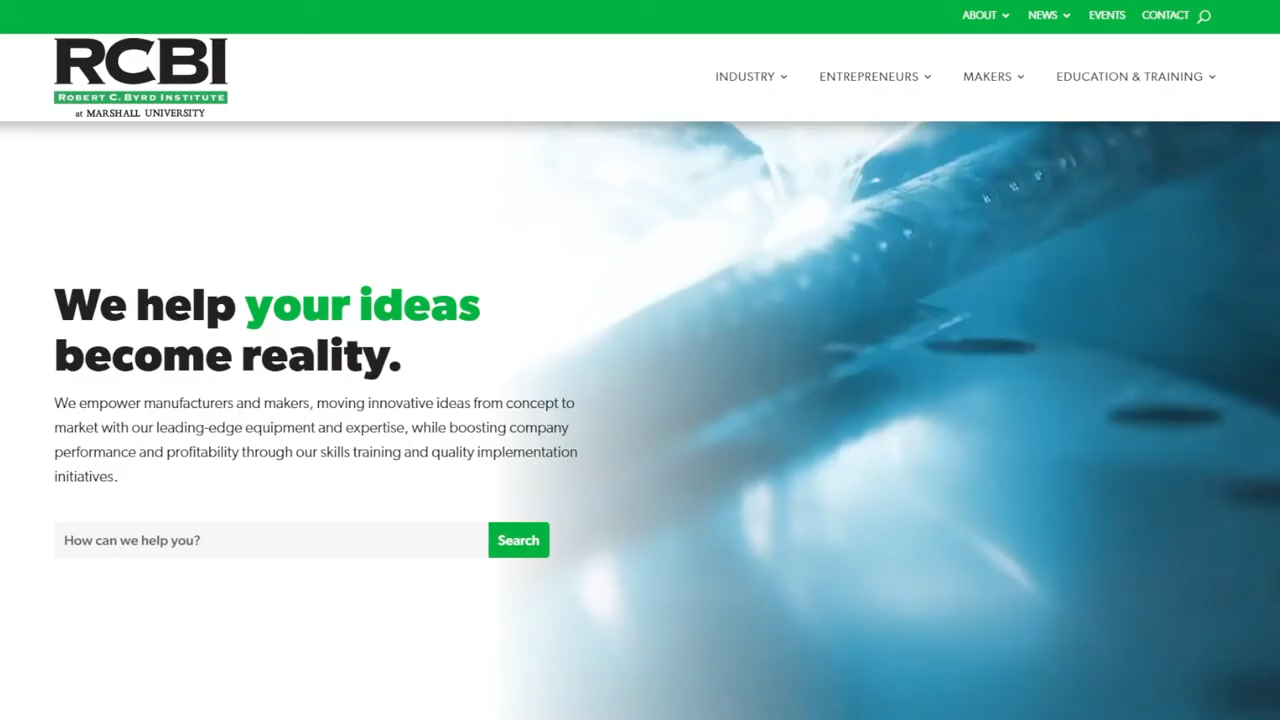 ABOUT NEWS EVENTS CONTACT
RCBI
ROBERT C. BYRD INSTITUTE
at MARSHALL UNIVERSITY
INDUSTRY ENTREPRENEURS MAKERS EDUCATION & TRAINING
We help your ideas
become reality.
We empower manufacturers and makers, moving innovative ideas from concept to
market with our leading-edge equipment and expertise, while boosting company
performance and profitability through our skills training and quality implementation
initiatives.
How can we help you? Search